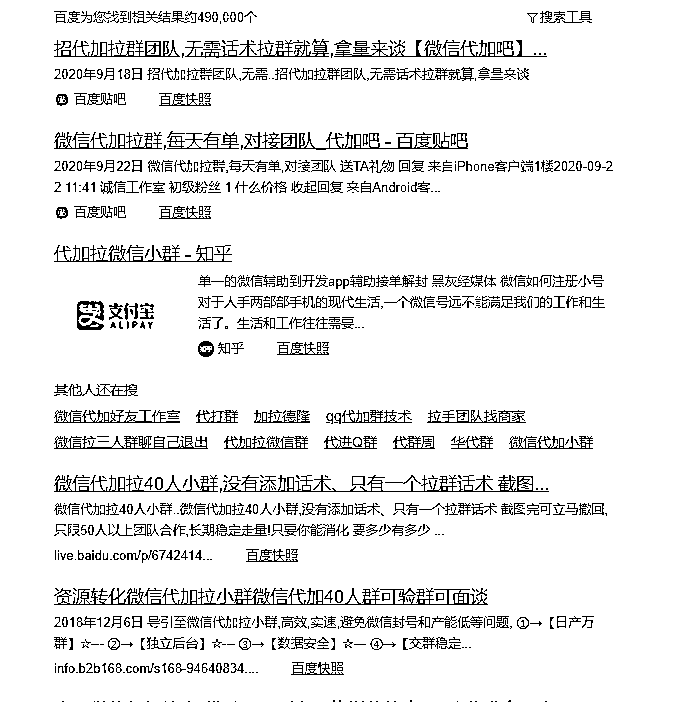 百度为您找到相关结果约490,000个
搜索工具
招代加拉群团队,无需话术拉群就算,拿量来谈【微信代加吧】...
2020年9月18日 招代加拉群团队,无需..招代加拉群团队,无需话术拉群就算,拿量来谈
百度贴吧 百度快照
微信代加拉群,每天有单,对接团队_代加吧 - 百度贴吧
2020年9月22日 微信代加拉群,每天有单,对接团队 送TA礼物 回复 来自iPhone客户端1楼2020-09-2
2 11:41 诚信工作室 初级粉丝 1 什么价格 收起回复 来自Android客...
百度贴吧 百度快照
代加拉微信小群 - 知乎
单一的微信辅助到开发app辅助接单解封 黑灰经媒体 微信如何注册小号
对于人手两部部手机的现代生活,一个微信号远不能满足我们的工作和生
活了。生活和工作往往需要...
支付宝
ALIPAY
知乎 百度快照
其他人还在搜
微信代加好友工作室 代打群 加拉德隆 qq代加群技术 拉手团队找商家
微信拉三人群聊自己退出 代加拉微信群 代进Q群 代群周 华代群 微信代加小群
微信代加拉40人小群,没有添加话术、只有一个拉群话术 截图...
微信代加拉40人小群..微信代加拉40人小群,没有添加话术、只有一个拉群话术 截图完可立马撤回,
只限50人以上团队合作,长期稳定走量!只要你能消化 要多少有多少 ...
live.baidu.com/p/6742414... 百度快照
资源转化微信代加拉小群微信代加40人群可验群可面谈
2018年12月6日 导引至微信代加拉小群,高效,实速,避免微信封号和产能低等问题, ①→【日产万
群】☆--- ②→【独立后台】☆--- ③→【数据安全】☆--- ④→【交群稳定...
info.b2b168.com/s168-94640834.... 百度快照